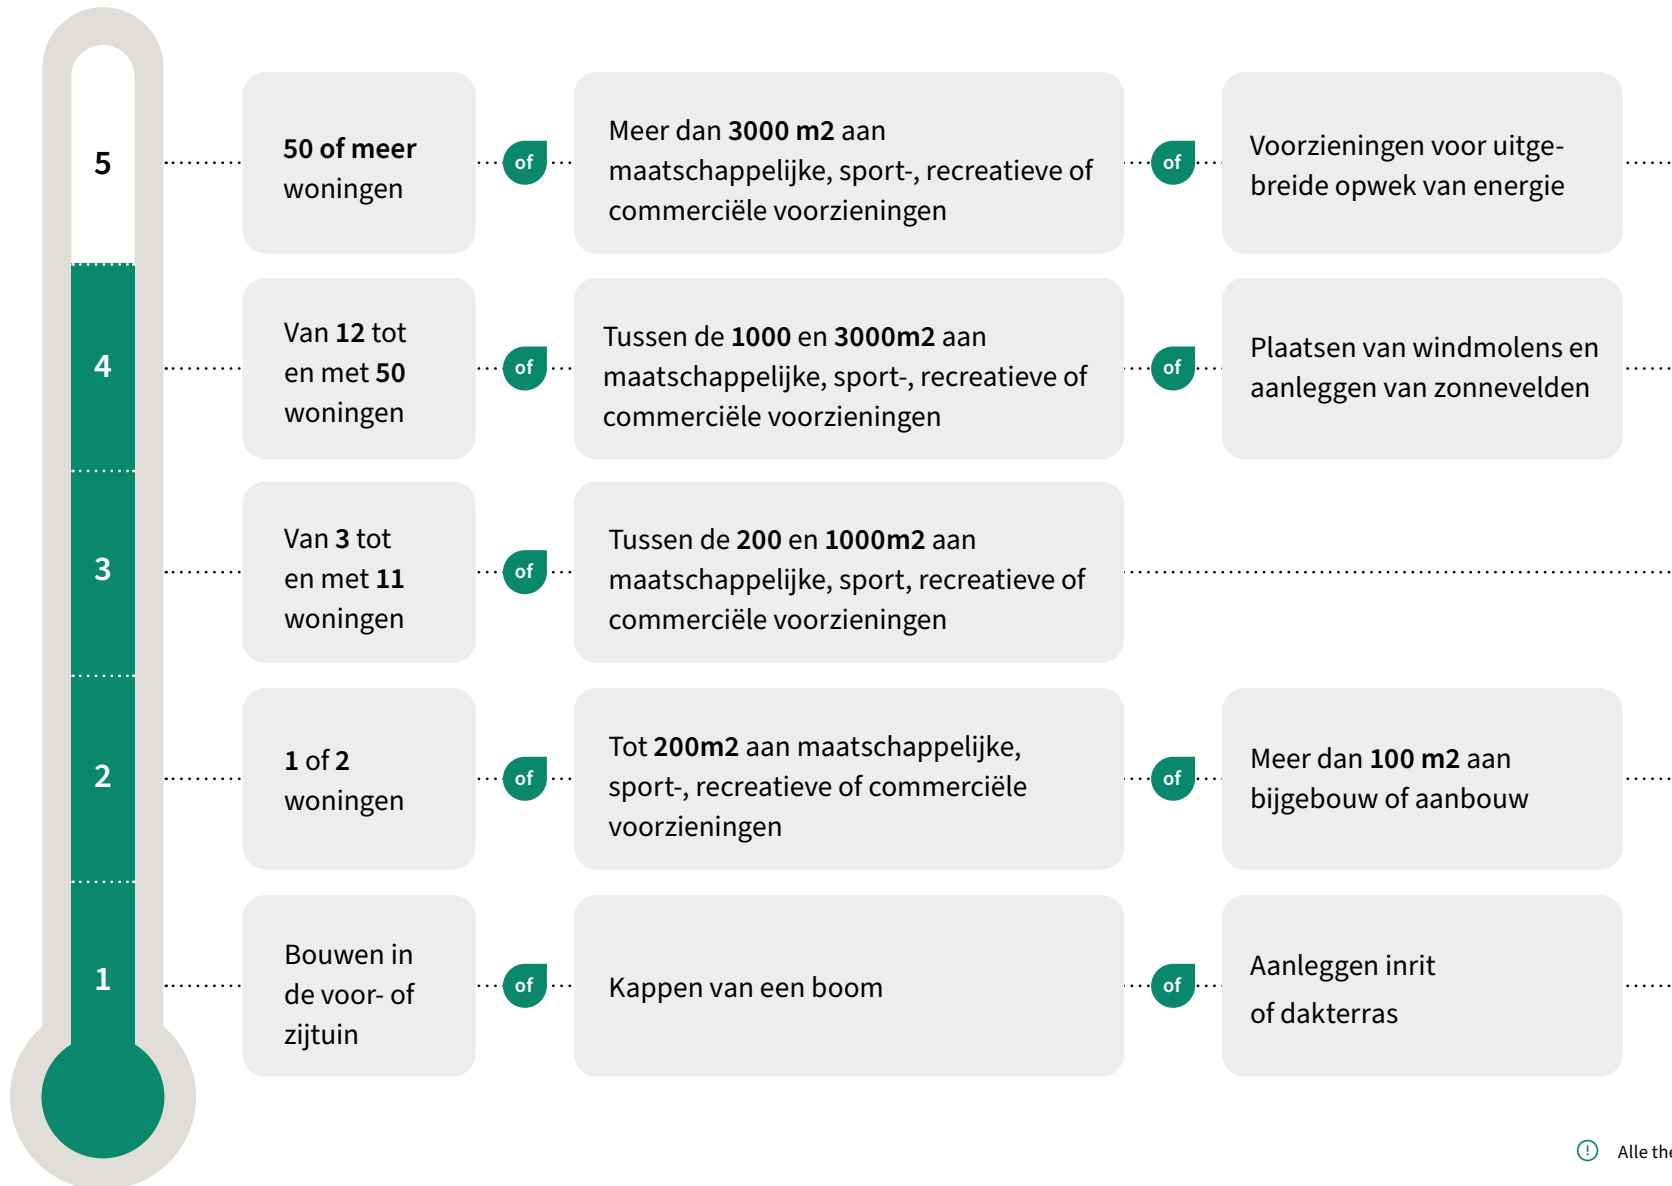 5
50 of meer
woningen
of
Meer dan 3000 m2 aan
maatschappelijke, sport-, recreatieve of
commerciële voorzieningen
of
Voorzieningen voor uitge-
breide opwek van energie
4
Van 12 tot
en met 50
woningen
of
Tussen de 1000 en 3000m2 aan
maatschappelijke, sport-, recreatieve of
commerciële voorzieningen
of
Plaatsen van windmolens en
aanleggen van zonnevelden
3
Van 3 tot
en met 11
woningen
of
Tussen de 200 en 1000m2 aan
maatschappelijke, sport, recreatieve of
commerciële voorzieningen
2
1 of 2
woningen
of
Tot 200m2 aan maatschappelijke,
sport-, recreatieve of commerciële
voorzieningen
of
Meer dan 100 m2 aan
bijgebouw of aanbouw
1
Bouwen in
de voor- of
zijtuin
of
Kappen van een boom
of
Aanleggen inrit
of dakterras
Alle